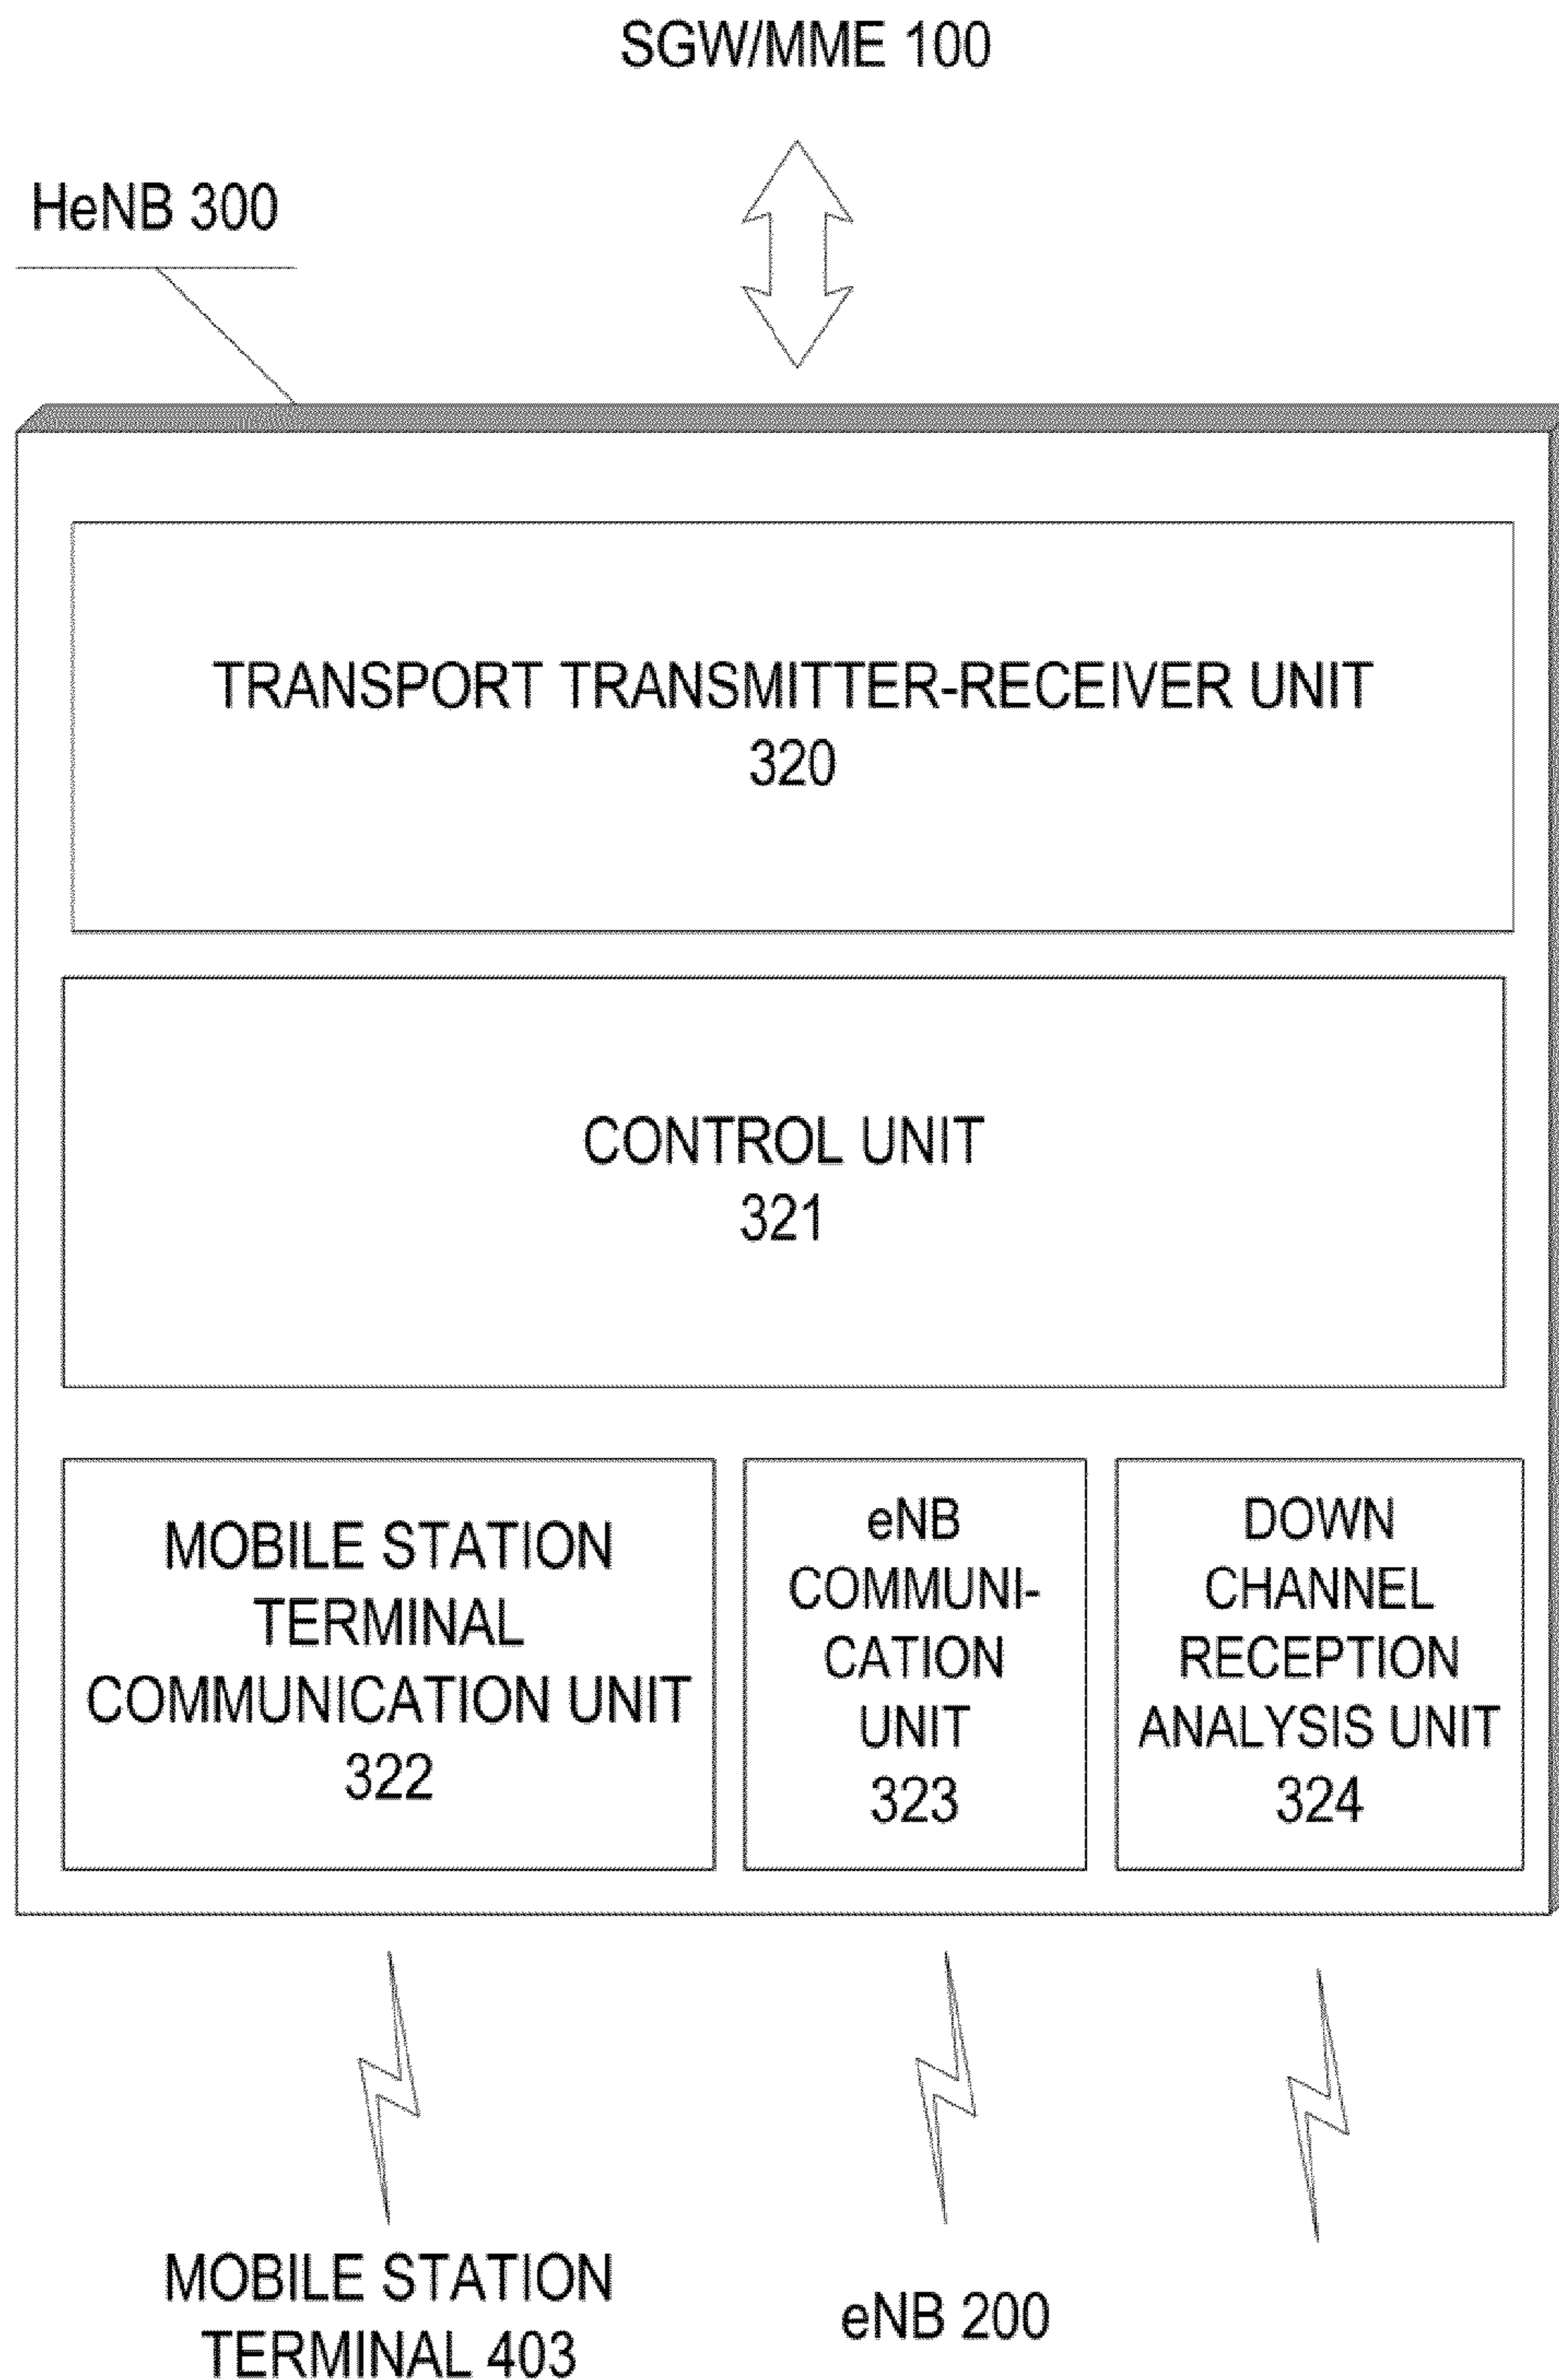 SGW/MME 100
HeNB 300
TRANSPORT TRANSMITTER-RECEIVER UNIT
320
CONTROL UNIT
321
MOBILE STATION
TERMINAL
COMMUNICATION UNIT
322
eNB
COMMUNI-
CATION
UNIT
323
DOWN
CHANNEL
RECEPTION
ANALYSIS UNIT
324
MOBILE STATION
TERMINAL 403
eNB 200